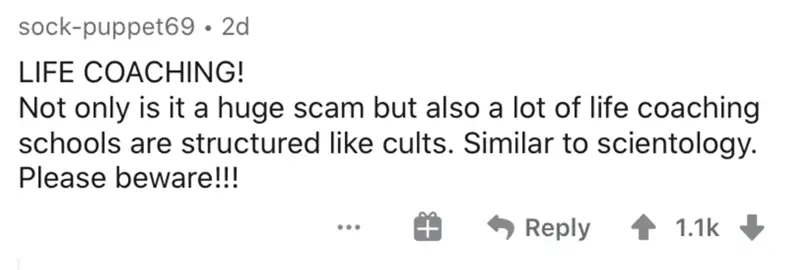 sock-puppet69 • 2d
LIFE COACHING!
Not only is it a huge scam but also a lot of life coaching
schools are structured like cults. Similar to scientology.
Please beware!!!
... Reply 1.1k